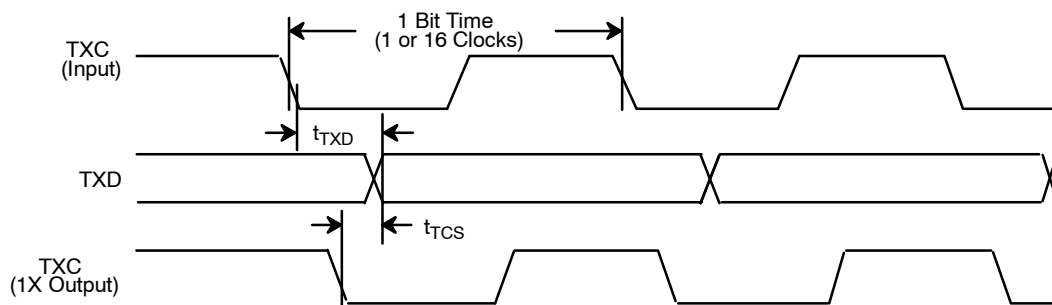 1 Bit Time
(1 or 16 Clocks)
TXC
(Input)
tTXD
TXD
tTCS
TXC
(1X Output)